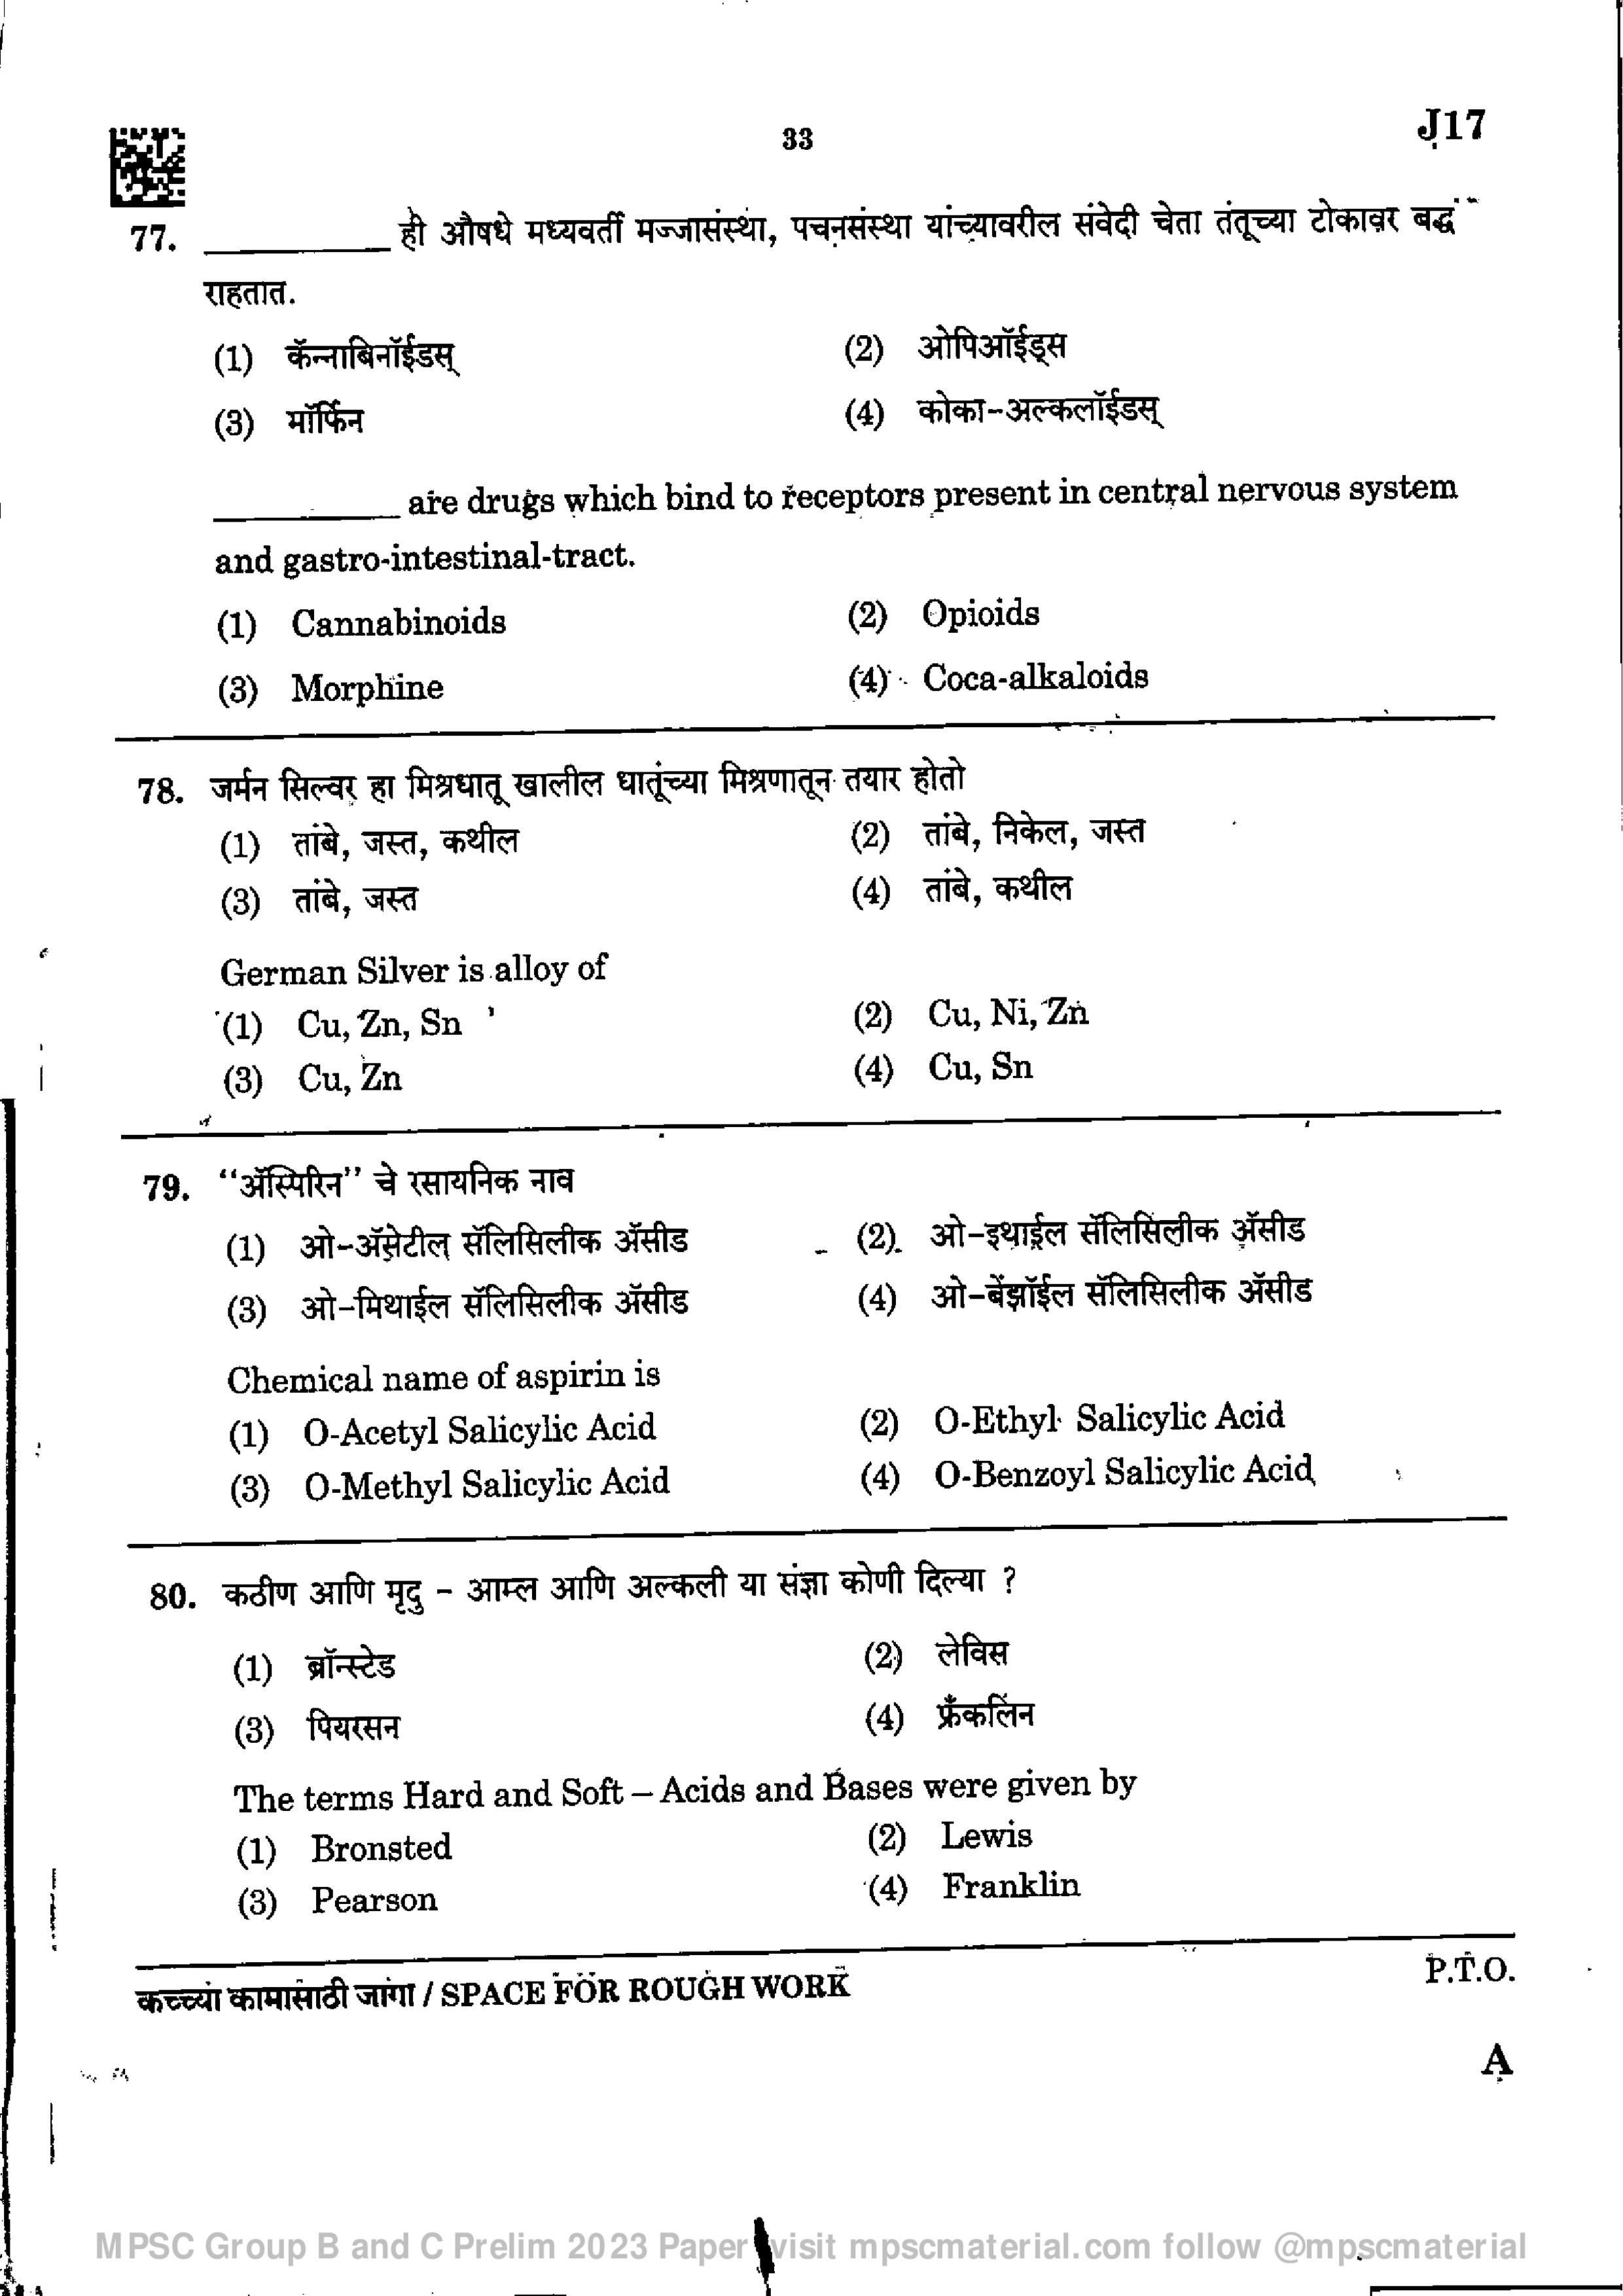 33
J17
77. __________ ही औषधे मध्यवर्ती मज्जासंस्था, पचनसंस्था यांच्यावरील संवेदी चेता तंतूच्या टोकावर बद्ध
राहतात.
(1) कॅन्नाबिनॉईडस् (2) ओपिऑईड्स
(3) मॉर्फिन (4) कोका-अल्कलॉईडस्
__________ are drugs which bind to receptors present in central nervous system
and gastro-intestinal-tract.
(1) Cannabinoids (2) Opioids
(3) Morphine (4) Coca-alkaloids
78. जर्मन सिल्वर हा मिश्रधातू खालील धातूंच्या मिश्रणातून तयार होतो
(1) तांबे, जस्त, कथील (2) तांबे, निकेल, जस्त
(3) तांबे, जस्त (4) तांबे, कथील
German Silver is alloy of
(1) Cu, Zn, Sn (2) Cu, Ni, Zn
(3) Cu, Zn (4) Cu, Sn
79. “ॲस्पिरिन” चे रसायनिक नाव
(1) ओ-ॲसेटील् सॅलिसिलीक ॲसीड (2) ओ-इथाईल सॅलिसिलीक ॲसीड
(3) ओ-मिथाईल सॅलिसिलीक ॲसीड (4) ओ-बेंझॉईल सॅलिसिलीक ॲसीड
Chemical name of aspirin is
(1) O-Acetyl Salicylic Acid (2) O-Ethyl Salicylic Acid
(3) O-Methyl Salicylic Acid (4) O-Benzoyl Salicylic Acid
80. कठीण आणि मृदु - आम्ल आणि अल्कली या संज्ञा कोणी दिल्या ?
(1) ब्रॉन्स्टेड (2) लेविस
(3) पियरसन (4) फ्रँकलिन
The terms Hard and Soft – Acids and Bases were given by
(1) Bronsted (2) Lewis
(3) Pearson (4) Franklin
कच्च्या कामासाठी जागा / SPACE FOR ROUGH WORK
P.T.O.
A
MPSC Group B and C Prelim 2023 Paper visit mpscmaterial.com follow @mpscmaterial